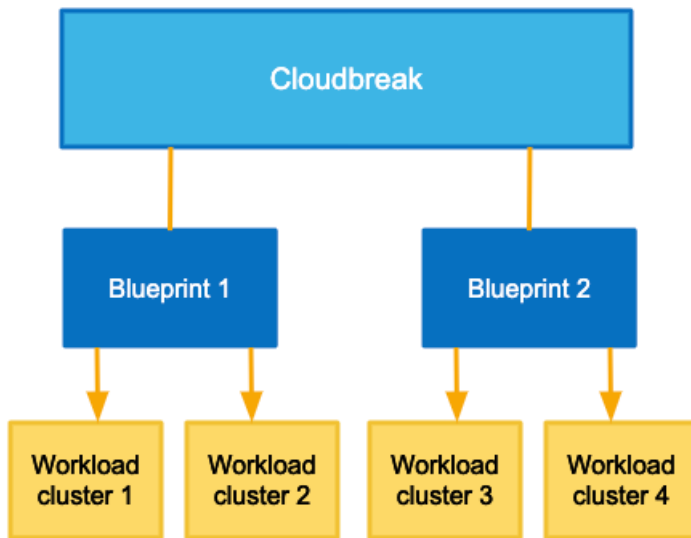 Cloudbreak
Blueprint 1
Blueprint 2
Workload
cluster 1
Workload
cluster 2
Workload
cluster 3
Workload
cluster 4